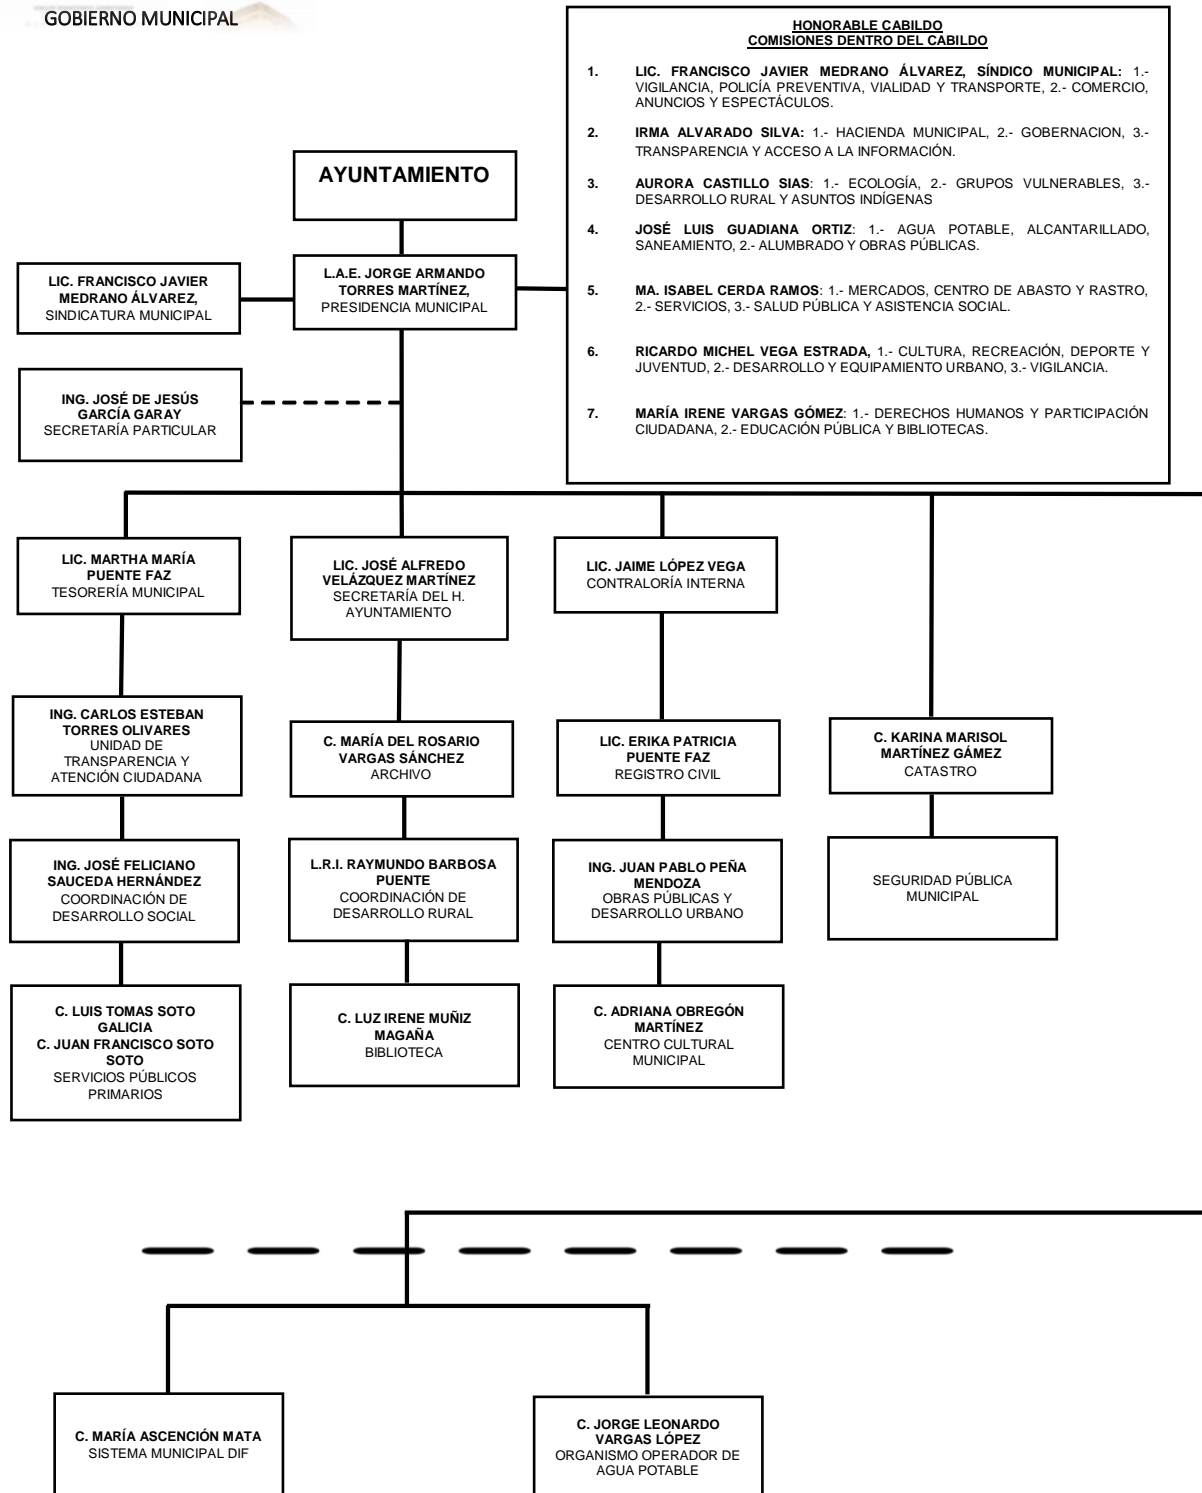 GOBIERNO MUNICIPAL
HONORABLE CABILDO
COMISIONES DENTRO DEL CABILDO
1. LIC. FRANCISCO JAVIER MEDRANO ÁLVAREZ, SÍNDICO MUNICIPAL: 1.-
VIGILANCIA, POLICÍA PREVENTIVA, VIALIDAD Y TRANSPORTE, 2.- COMERCIO,
ANUNCIOS Y ESPECTÁCULOS.
2. IRMA ALVARADO SILVA: 1.- HACIENDA MUNICIPAL, 2.- GOBERNACION, 3.-
TRANSPARENCIA Y ACCESO A LA INFORMACIÓN.
3. AURORA CASTILLO SIAS: 1.- ECOLOGÍA, 2.- GRUPOS VULNERABLES, 3.-
DESARROLLO RURAL Y ASUNTOS INDÍGENAS
4. JOSÉ LUIS GUADIANA ORTIZ: 1.- AGUA POTABLE, ALCANTARILLADO,
SANEAMIENTO, 2.- ALUMBRADO Y OBRAS PÚBLICAS.
5. MA. ISABEL CERDA RAMOS: 1.- MERCADOS, CENTRO DE ABASTO Y RASTRO,
2.- SERVICIOS, 3.- SALUD PÚBLICA Y ASISTENCIA SOCIAL.
6. RICARDO MICHEL VEGA ESTRADA, 1.- CULTURA, RECREACIÓN, DEPORTE Y
JUVENTUD, 2.- DESARROLLO Y EQUIPAMIENTO URBANO, 3.- VIGILANCIA.
7. MARÍA IRENE VARGAS GÓMEZ: 1.- DERECHOS HUMANOS Y PARTICIPACIÓN
CIUDADANA, 2.- EDUCACIÓN PÚBLICA Y BIBLIOTECAS.
AYUNTAMIENTO
LIC. FRANCISCO JAVIER
MEDRANO ÁLVAREZ,
SINDICATURA MUNICIPAL
L.A.E. JORGE ARMANDO
TORRES MARTÍNEZ,
PRESIDENCIA MUNICIPAL
ING. JOSÉ DE JESÚS
GARCÍA GARAY
SECRETARÍA PARTICULAR
LIC. MARTHA MARÍA
PUENTE FAZ
TESORERÍA MUNICIPAL
LIC. JOSÉ ALFREDO
VELÁZQUEZ MARTÍNEZ
SECRETARÍA DEL H.
AYUNTAMIENTO
LIC. JAIME LÓPEZ VEGA
CONTRALORÍA INTERNA
ING. CARLOS ESTEBAN
TORRES OLIVARES
UNIDAD DE
TRANSPARENCIA Y
ATENCIÓN CIUDADANA
C. MARÍA DEL ROSARIO
VARGAS SÁNCHEZ
ARCHIVO
LIC. ERIKA PATRICIA
PUENTE FAZ
REGISTRO CIVIL
C. KARINA MARISOL
MARTÍNEZ GÁMEZ
CATASTRO
ING. JOSÉ FELICIANO
SAUCEDA HERNÁNDEZ
COORDINACIÓN DE
DESARROLLO SOCIAL
L.R.I. RAYMUNDO BARBOSA
PUENTE
COORDINACIÓN DE
DESARROLLO RURAL
ING. JUAN PABLO PEÑA
MENDOZA
OBRAS PÚBLICAS Y
DESARROLLO URBANO
SEGURIDAD PÚBLICA
MUNICIPAL
C. LUIS TOMAS SOTO
GALICIA
C. JUAN FRANCISCO SOTO
SOTO
SERVICIOS PÚBLICOS
PRIMARIOS
C. LUZ IRENE MUÑIZ
MAGAÑA
BIBLIOTECA
C. ADRIANA OBREGÓN
MARTÍNEZ
CENTRO CULTURAL
MUNICIPAL
C. MARÍA ASCENCIÓN MATA
SISTEMA MUNICIPAL DIF
C. JORGE LEONARDO
VARGAS LÓPEZ
ORGANISMO OPERADOR DE
AGUA POTABLE